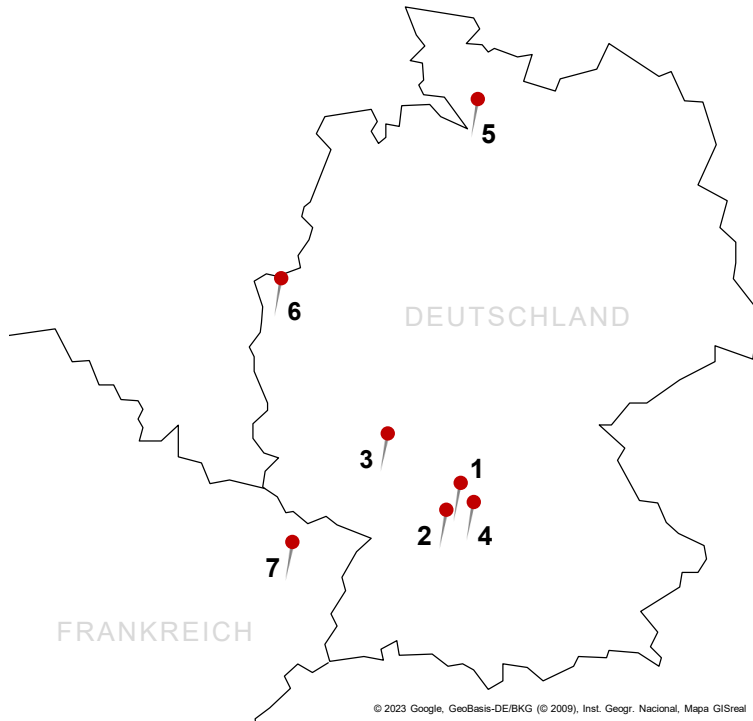 5
6
DEUTSCHLAND
3
1
2
4
7
FRANKREICH
© 2023 Google, GeoBasis-DE/BKG (© 2009), Inst. Geogr. Nacional, Mapa GISreal